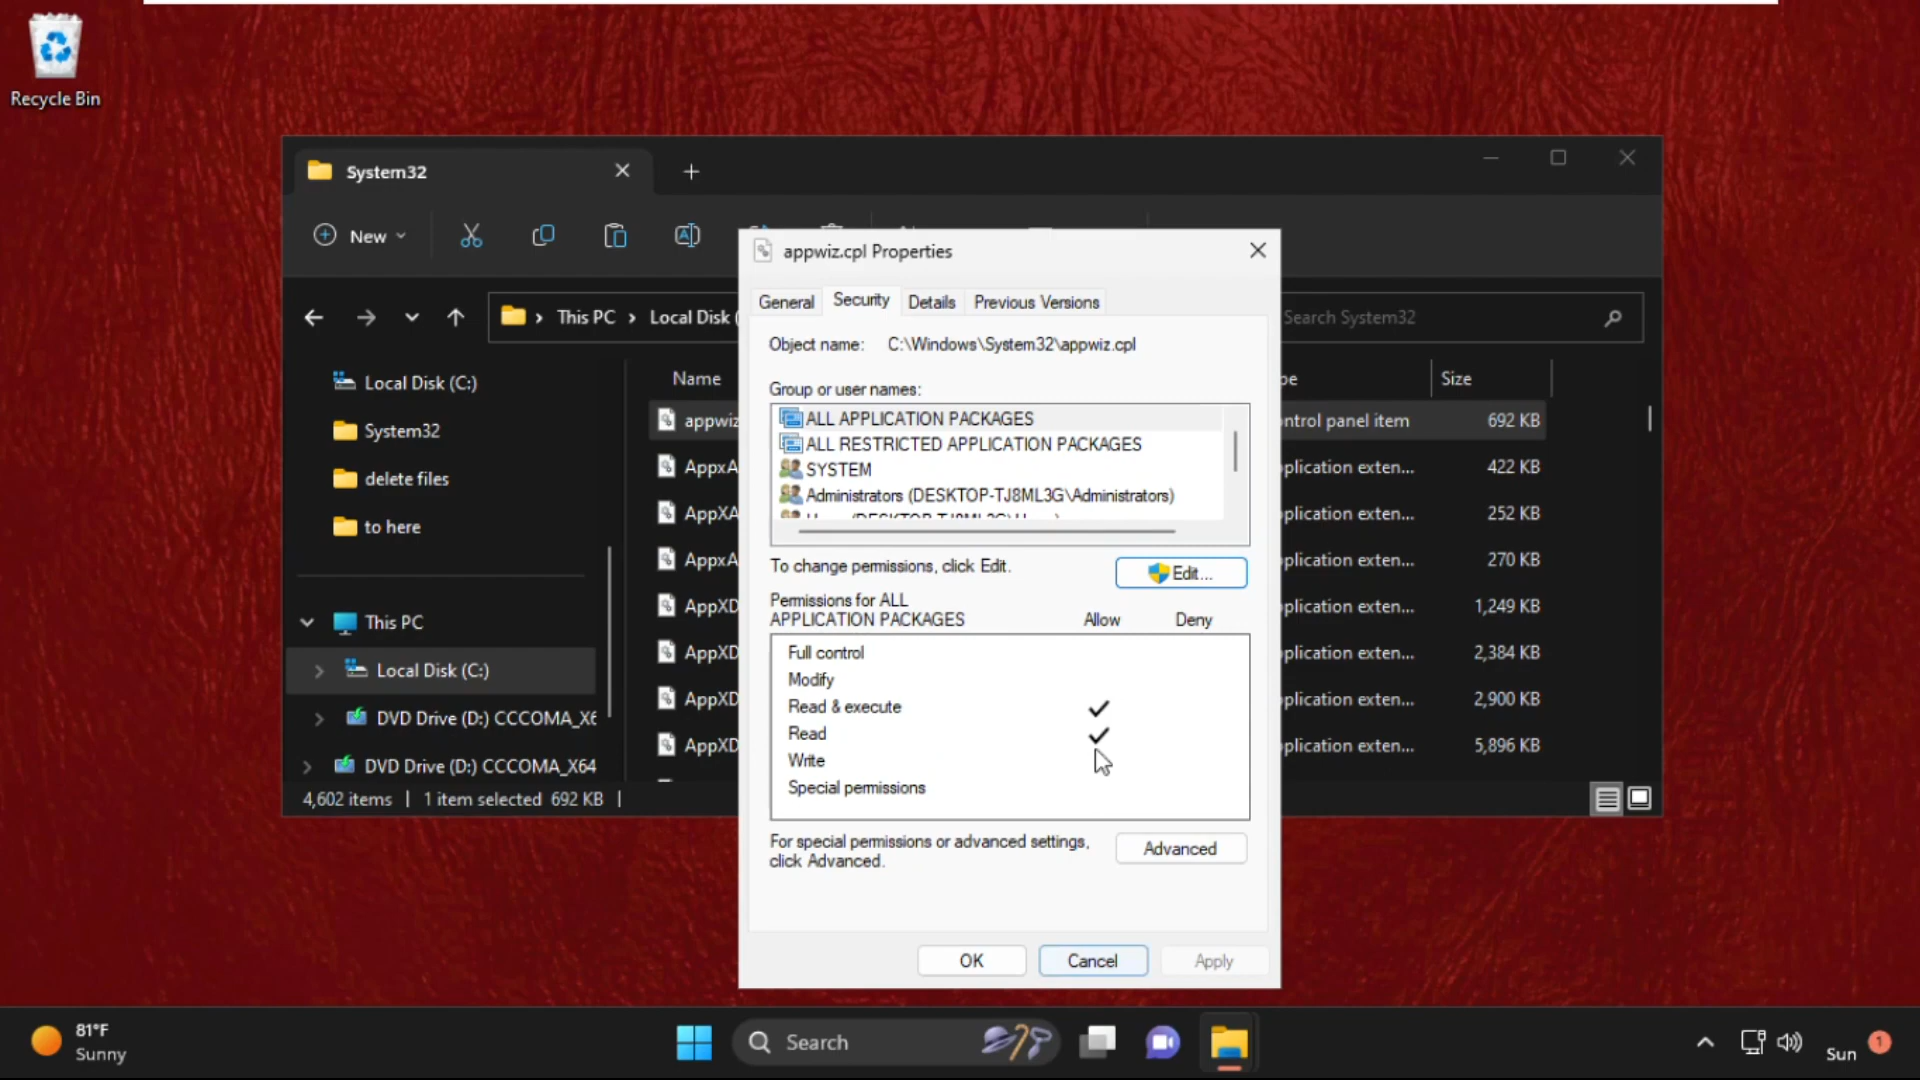 Recycle Bin
System32
New
appwiz.cpl Properties
General Security Details Previous Versions
This PC Local Disk (
Search System32
Object name: C:\Windows\System32\appwiz.cpl
Local Disk (C:)
System32
delete files
to here
This PC
Local Disk (C:)
DVD Drive (D:) CCCOMA_X6
DVD Drive (D:) CCCOMA_X64
Name
Size
appwiz
ntrol panel item 692 KB
AppxA
plication exten... 422 KB
AppXA
plication exten... 252 KB
AppxA
plication exten... 270 KB
AppXD
plication exten... 1,249 KB
AppXD
plication exten... 2,384 KB
AppXD
plication exten... 2,900 KB
AppXD
plication exten... 5,896 KB
Group or user names:
ALL APPLICATION PACKAGES
ALL RESTRICTED APPLICATION PACKAGES
SYSTEM
Administrators (DESKTOP-TJ8ML3G\Administrators)
To change permissions, click Edit.
Edit...
Permissions for ALL
APPLICATION PACKAGES
Allow Deny
Full control
Modify
Read & execute
Read
Write
Special permissions
For special permissions or advanced settings,
click Advanced.
Advanced
OK Cancel Apply
4,602 items 1 item selected 692 KB
81°F
Sunny
Search
Sun
1